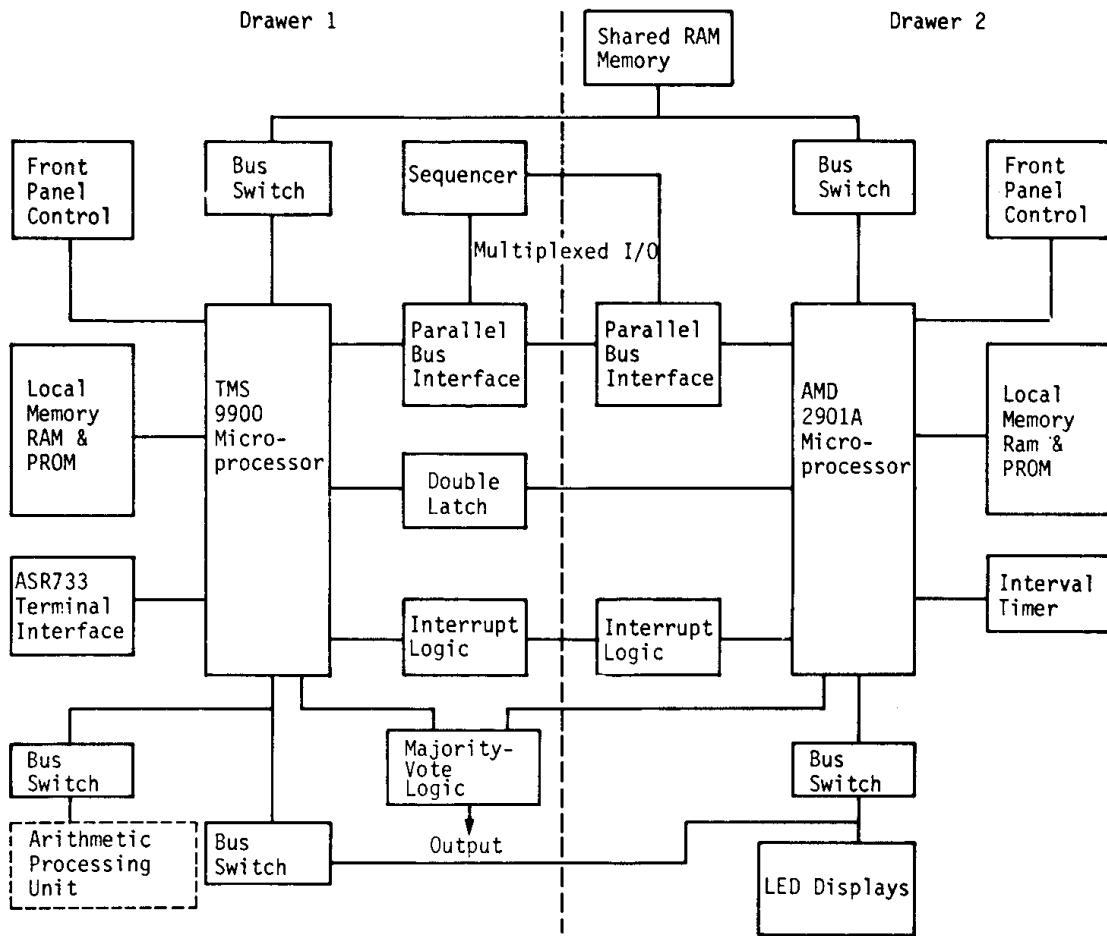 Drawer 1
Drawer 2
Shared RAM
Memory
Front
Panel
Control
Bus
Switch
Sequencer
Bus
Switch
Front
Panel
Control
Multiplexed I/O
Local
Memory
RAM &
PROM
TMS
9900
Micro-
processor
Parallel
Bus
Interface
Parallel
Bus
Interface
AMD
2901A
Micro-
processor
Local
Memory
Ram &
PROM
Double
Latch
ASR733
Terminal
Interface
Interrupt
Logic
Interrupt
Logic
Interval
Timer
Bus
Switch
Majority-
Vote
Logic
Bus
Switch
Arithmetic
Processing
Unit
Bus
Switch
Output
LED Displays